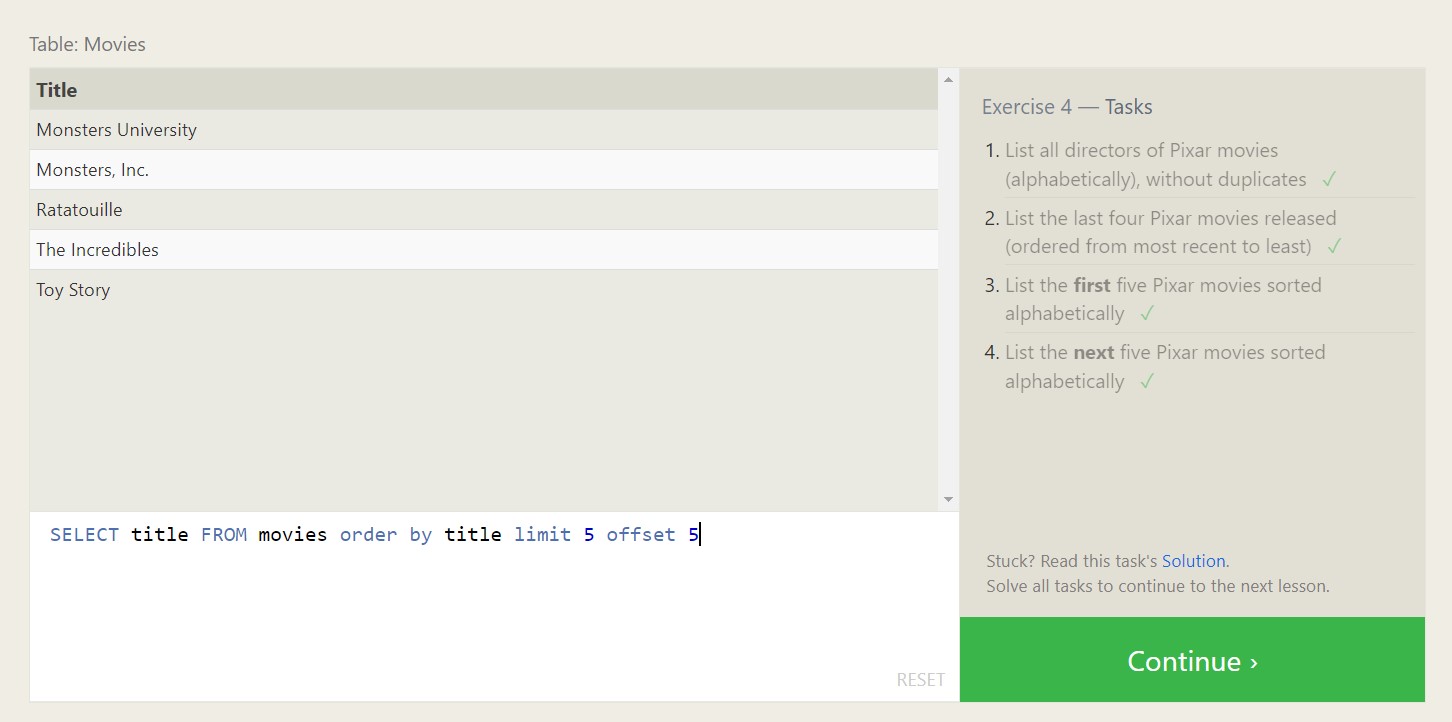 Table: Movies
Title
Monsters University
Monsters, Inc.
Ratatouille
The Incredibles
Toy Story
SELECT title FROM movies order by title limit 5 offset 5
RESET
Exercise 4 — Tasks
1. List all directors of Pixar movies
(alphabetically), without duplicates ✓
2. List the last four Pixar movies released
(ordered from most recent to least) ✓
3. List the first five Pixar movies sorted
alphabetically ✓
4. List the next five Pixar movies sorted
alphabetically ✓
Stuck? Read this task's Solution.
Solve all tasks to continue to the next lesson.
Continue ›